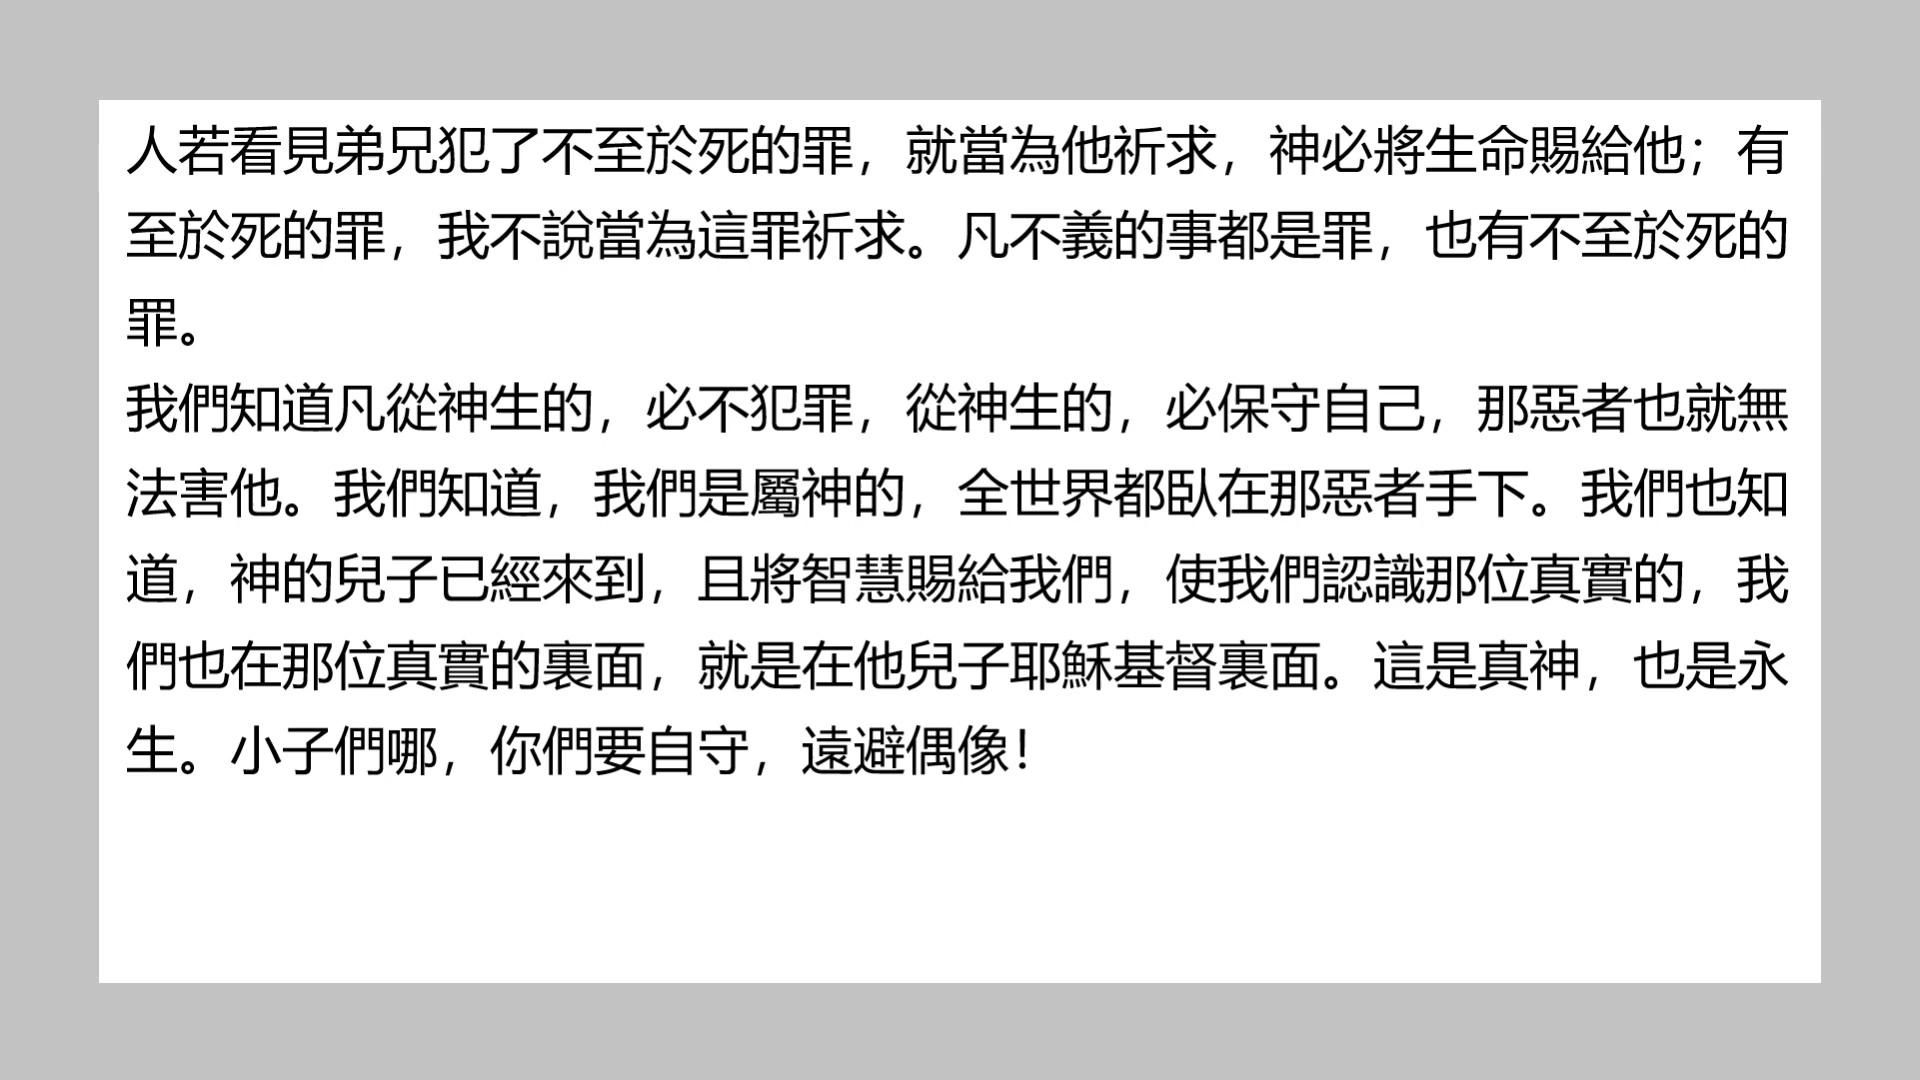 人若看見弟兄犯了不至於死的罪，就當為他祈求，神必將生命賜給他；有
至於死的罪，我不說當為這罪祈求。凡不義的事都是罪，也有不至於死的
罪。
我們知道凡從神生的，必不犯罪，從神生的，必保守自己，那惡者也就無
法害他。我們知道，我們是屬神的，全世界都臥在那惡者手下。我們也知
道，神的兒子已經來到，且將智慧賜給我們，使我們認識那位真實的，我
們也在那位真實的裏面，就是在他兒子耶穌基督裏面。這是真神，也是永
生。小子們哪，你們要自守，遠避偶像！